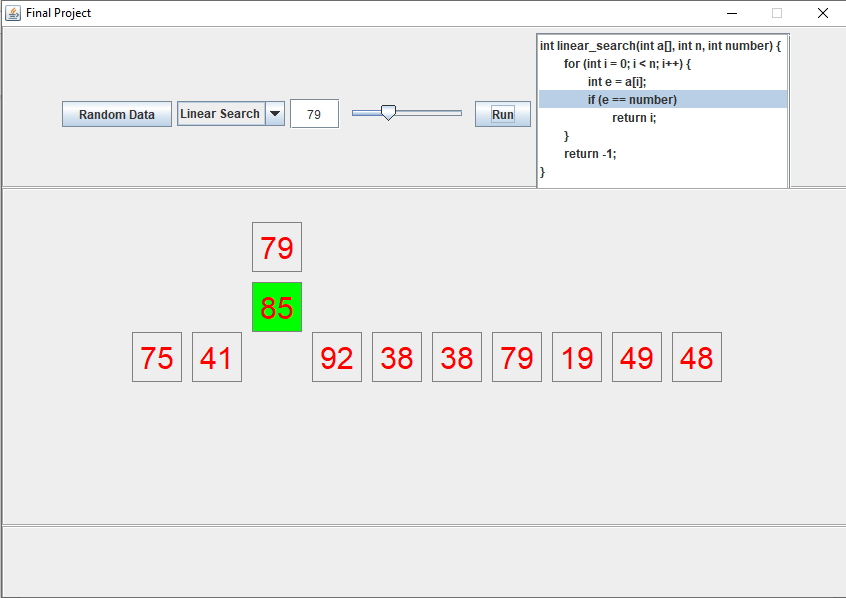 Final Project
Random Data
Linear Search
79
Run
int linear_search(int a[], int n, int number) {
for (int i = 0; i < n; i++) {
int e = a[i];
if (e == number)
return i;
}
return -1;
}
79
85
75 41 92 38 38 79 19 49 48